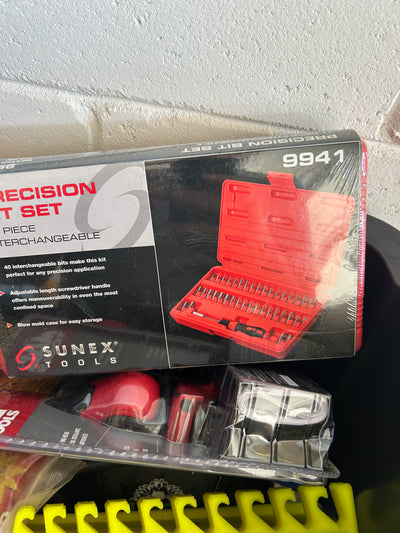 PRECISION BIT SET
9941
RECISION
T SET
PIECE
TERCHANGEABLE
40 interchangeable bits make this kit
perfect for any precision application
Adjustable length screwdriver handle
offers maneuverability in even the most
confined space
Blow mold case for easy storage
SUNEX®
TOOLS